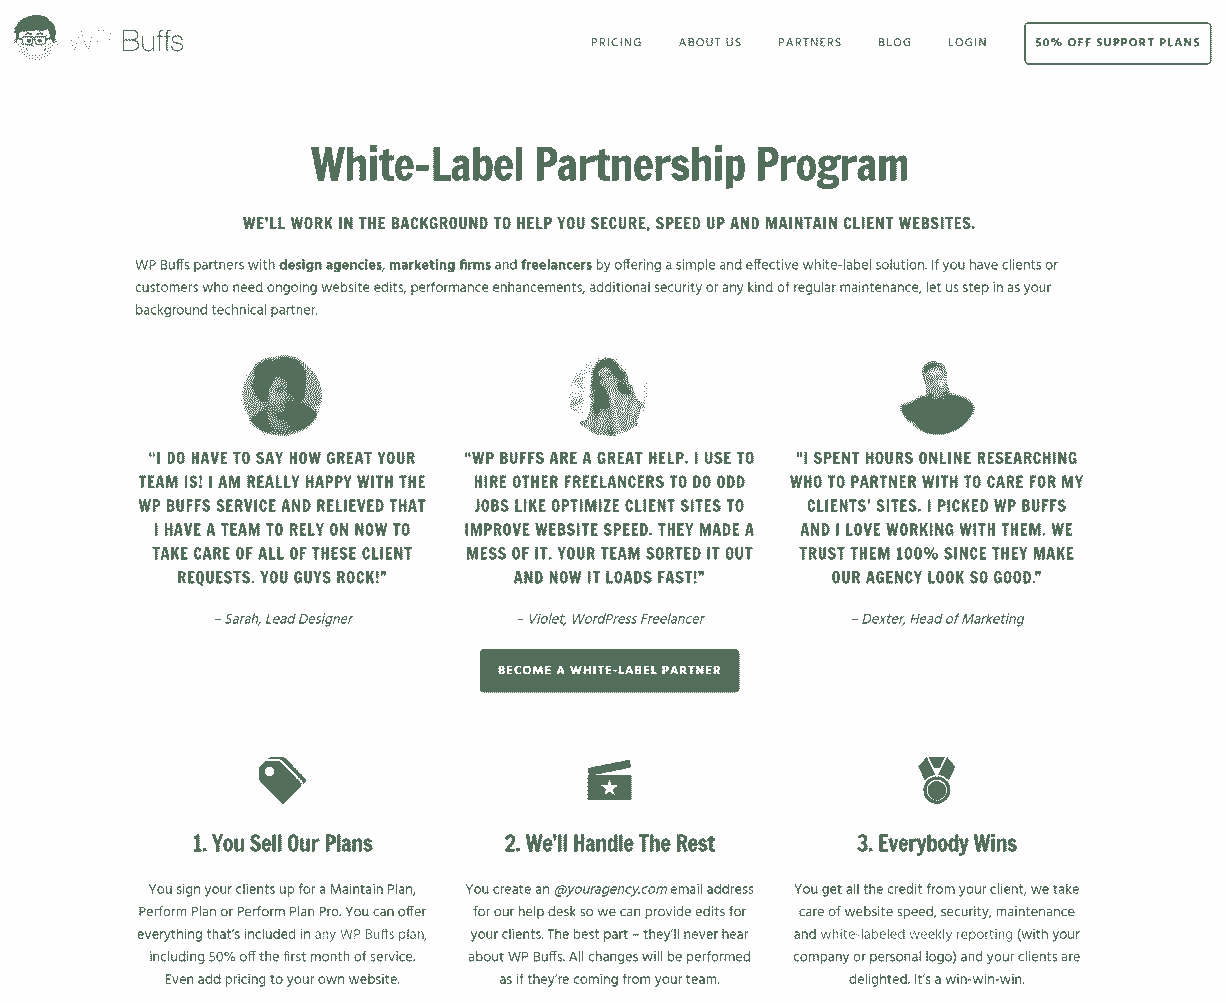 WP Buffs
PRICING ABOUT US PARTNERS BLOG LOGIN 50% OFF SUPPORT PLANS
White-Label Partnership Program
WE'LL WORK IN THE BACKGROUND TO HELP YOU SECURE, SPEED UP AND MAINTAIN CLIENT WEBSITES.
WP Buffs partners with design agencies, marketing firms and freelancers by offering a simple and effective white-label solution. If you have clients or
customers who need ongoing website edits, performance enhancements, additional security or any kind of regular maintenance, let us step in as your
background technical partner.
"I DO HAVE TO SAY HOW GREAT YOUR
TEAM IS! I AM REALLY HAPPY WITH THE
WP BUFFS SERVICE AND RELIEVED THAT
I HAVE A TEAM TO RELY ON NOW TO
TAKE CARE OF ALL OF THESE CLIENT
REQUESTS. YOU GUYS ROCK!"
– Sarah, Lead Designer
"WP BUFFS ARE A GREAT HELP. I USE TO
HIRE OTHER FREELANCERS TO DO ODD
JOBS LIKE OPTIMIZE CLIENT SITES TO
IMPROVE WEBSITE SPEED. THEY MADE A
MESS OF IT. YOUR TEAM SORTED IT OUT
AND NOW IT LOADS FAST!"
– Violet, WordPress Freelancer
"I SPENT HOURS ONLINE RESEARCHING
WHO TO PARTNER WITH TO CARE FOR MY
CLIENTS' SITES. I PICKED WP BUFFS
AND I LOVE WORKING WITH THEM. WE
TRUST THEM 100% SINCE THEY MAKE
OUR AGENCY LOOK SO GOOD."
– Dexter, Head of Marketing
BECOME A WHITE-LABEL PARTNER
1. You Sell Our Plans
You sign your clients up for a Maintain Plan,
Perform Plan or Perform Plan Pro. You can offer
everything that's included in any WP Buffs plan,
including 50% off the first month of service.
Even add pricing to your own website.
2. We'll Handle The Rest
You create an @youragency.com email address
for our help desk so we can provide edits for
your clients. The best part – they'll never hear
about WP Buffs. All changes will be performed
as if they're coming from your team.
3. Everybody Wins
You get all the credit from your client, we take
care of website speed, security, maintenance
and white-labeled weekly reporting (with your
company or personal logo) and your clients are
delighted. It's a win-win-win.